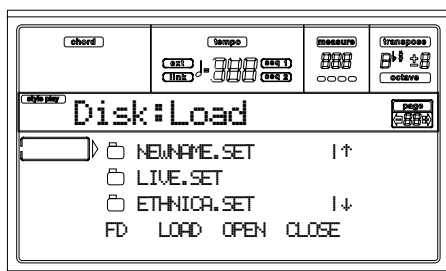 chord tempo measure transpose
ext link seq 1 seq 2
octave
style play page
Disk:Load
NEWNAME.SET
LIVE.SET
ETHNICA.SET
FD LOAD OPEN CLOSE